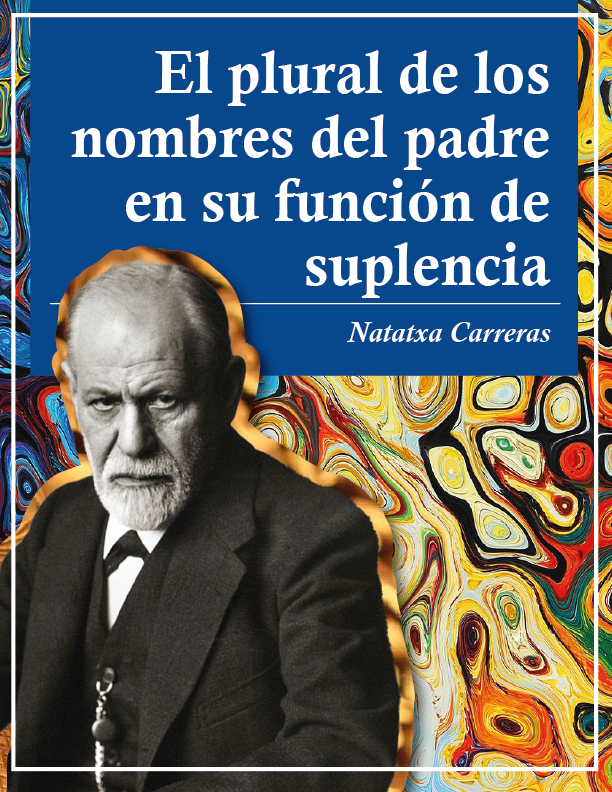 El plural de los
nombres del padre
en su función de
suplencia
Natatxa Carreras